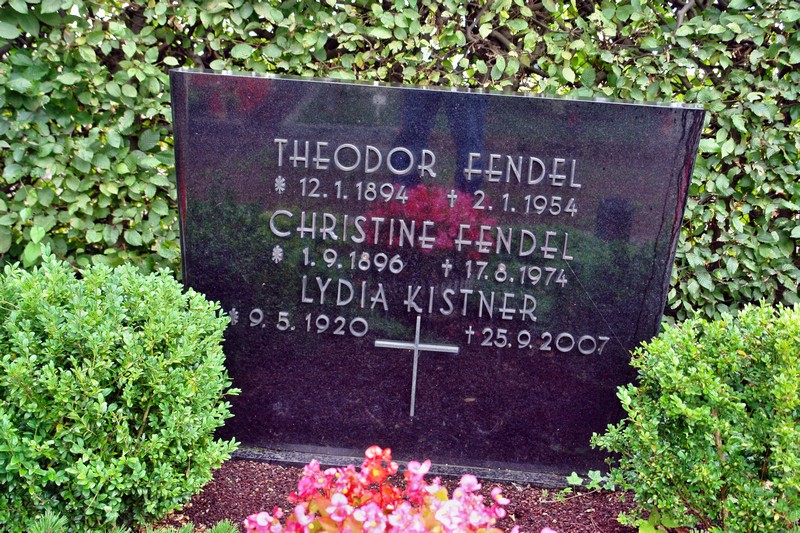 THEODOR FENDEL
* 12.1.1894 † 2.1.1954
CHRISTINE FENDEL
* 1.9.1896 † 17.8.1974
LYDIA KISTNER
* 9.5.1920 † 25.9.2007